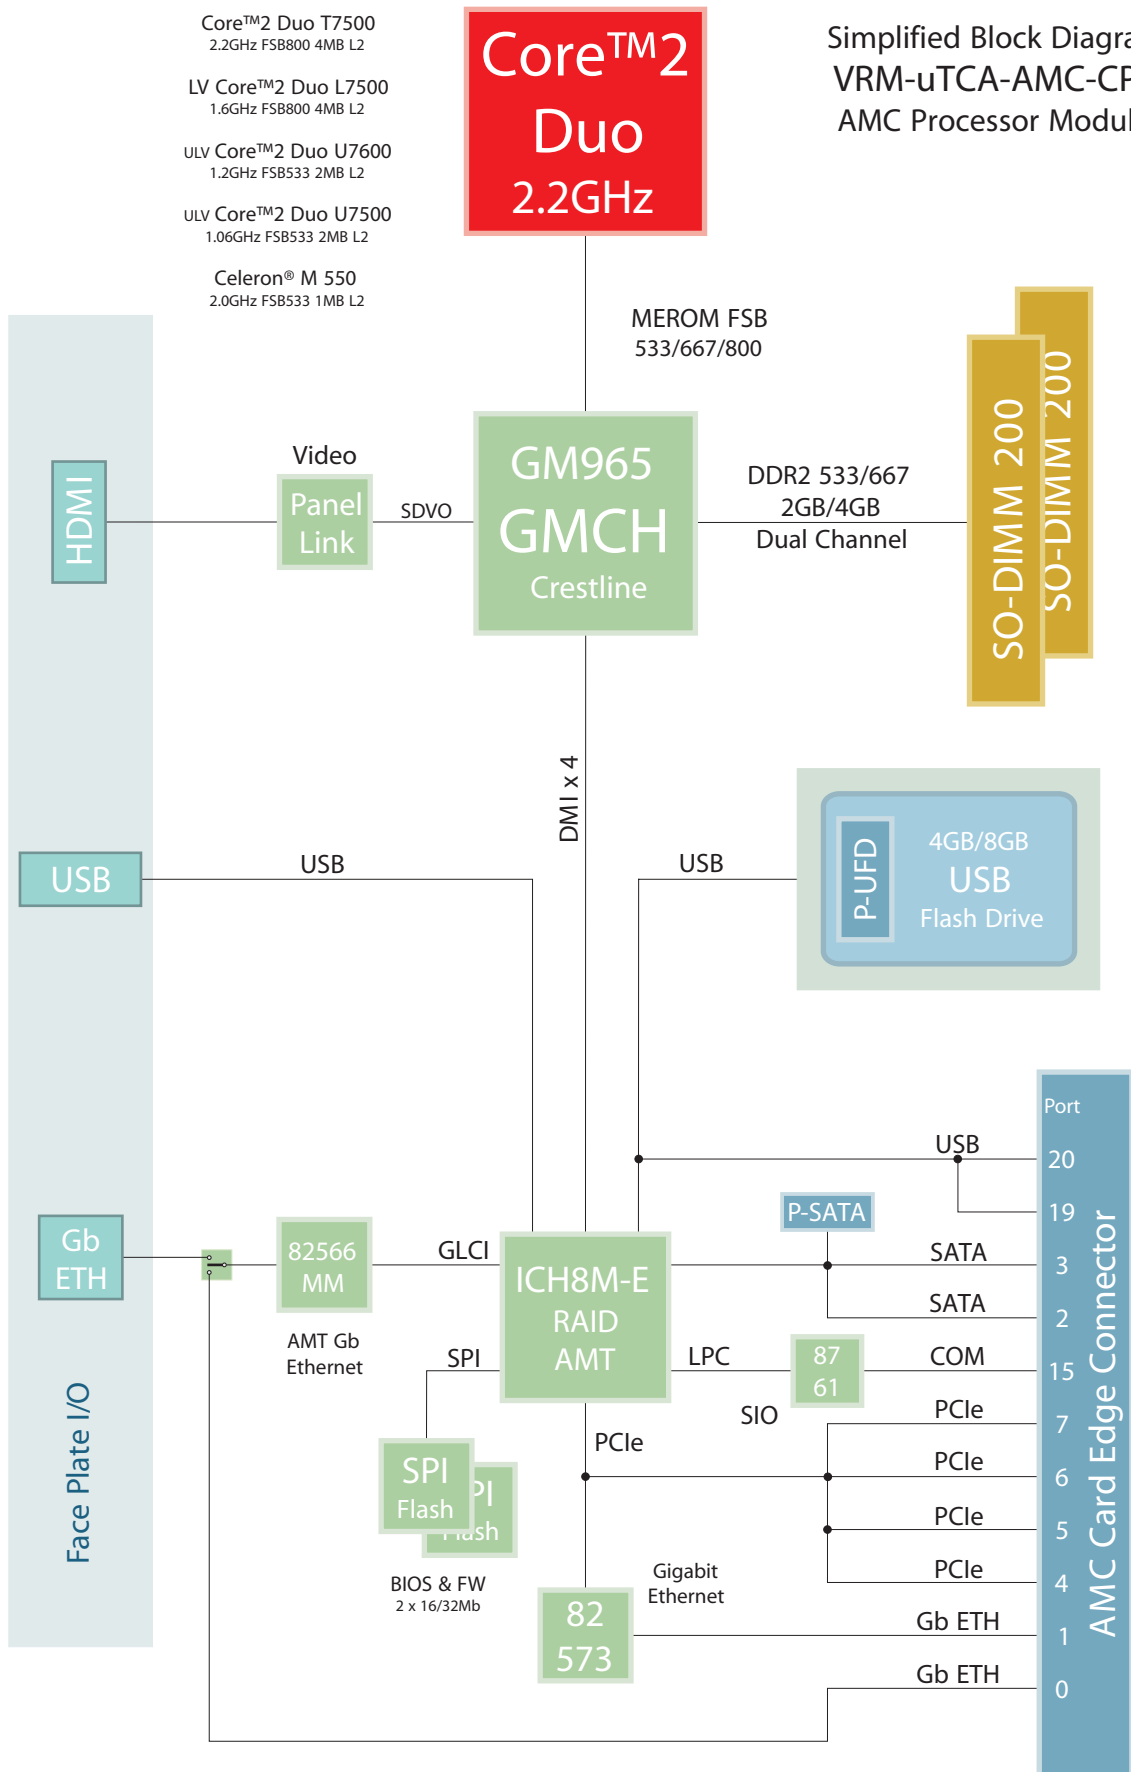 Core™2 Duo T7500
2.2GHz FSB800 4MB L2
LV Core™2 Duo L7500
1.6GHz FSB800 4MB L2
ULV Core™2 Duo U7600
1.2GHz FSB533 2MB L2
ULV Core™2 Duo U7500
1.06GHz FSB533 2MB L2
Celeron® M 550
2.0GHz FSB533 1MB L2
Core™2
Duo
2.2GHz
Simplified Block Diagra
VRM-uTCA-AMC-CP
AMC Processor Modul
MEROM FSB
533/667/800
HDMI
Video
Panel
Link
SDVO
GM965
GMCH
Crestline
DDR2 533/667
2GB/4GB
Dual Channel
SO-DIMM 200
SO-DIMM 200
DMI x 4
USB
USB
USB
P-UFD
4GB/8GB
USB
Flash Drive
Port
USB
20
19
P-SATA
SATA
3
SATA
2
Gb
ETH
82566
MM
AMT Gb
Ethernet
GLCI
ICH8M-E
RAID
AMT
SPI
LPC
87
61
SIO
COM
15
PCIe
7
PCIe
6
PCIe
5
PCIe
4
PCIe
SPI
Flash
PI
lash
BIOS & FW
2 x 16/32Mb
82
573
Gigabit
Ethernet
Gb ETH
1
Gb ETH
0
Face Plate I/O
AMC Card Edge Connector